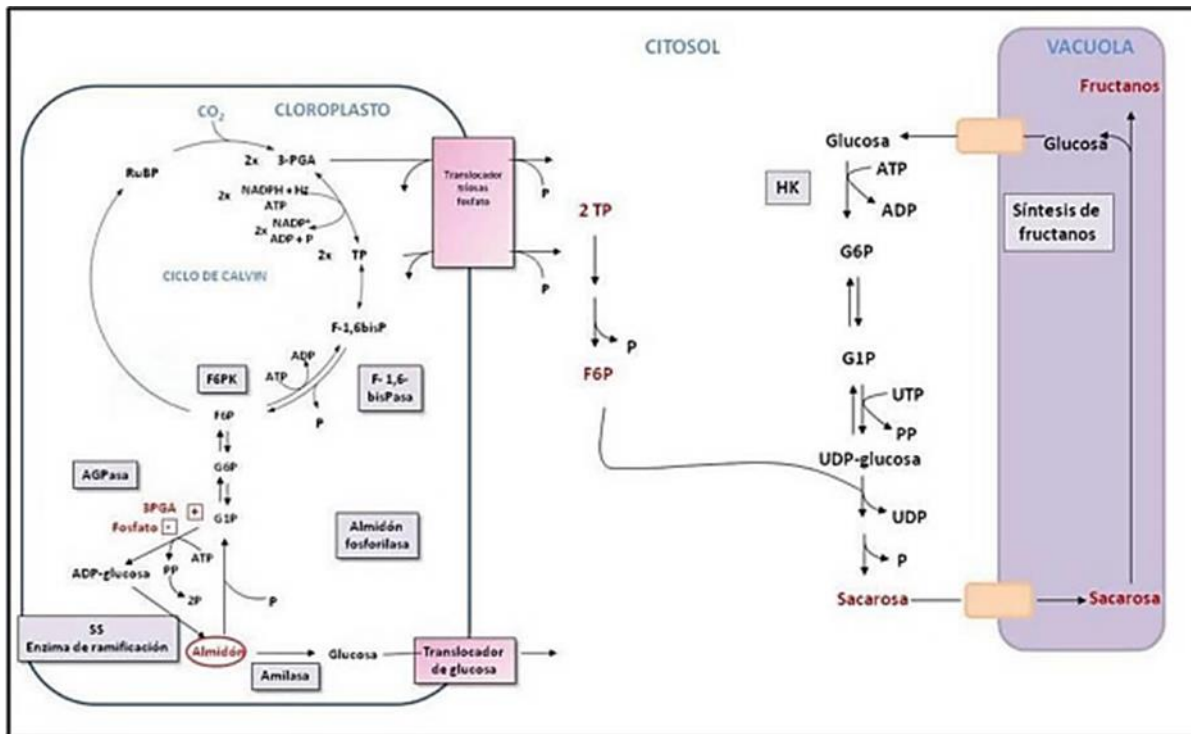 CITOSOL
VACUOLA
CLOROPLASTO
CO2
RuBP
2x 3-PGA
2x NADPH + H+
ATP
2x NADP+
ADP + P
2x TP
CICLO DE CALVIN
F-1,6bisP
ADP
ATP
F6PK
F- 1,6-
bisPasa
P
F6P
G6P
G1P
AGPasa
3PGA +
Fosfato -
ATP
PP
2P
ADP-glucosa
P
Almidón
fosforilasa
SS
Enzima de ramificación
Almidón
Amilasa
Glucosa
Translocador
de glucosa
Translocador
triosas
fosfato
P
P
2 TP
P
F6P
Glucosa
HK
ATP
ADP
G6P
G1P
UTP
PP
UDP-glucosa
UDP
P
Sacarosa
Fructanos
Glucosa
Síntesis de
fructanos
Sacarosa